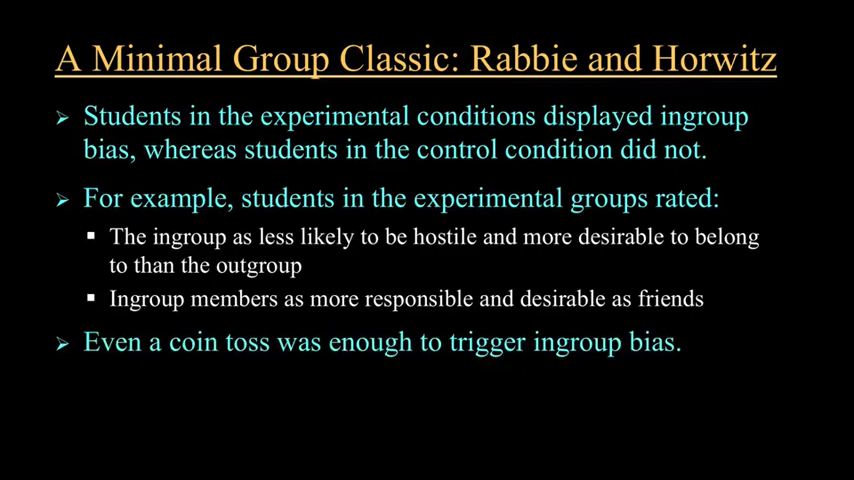 A Minimal Group Classic: Rabbie and Horwitz
Students in the experimental conditions displayed ingroup
bias, whereas students in the control condition did not.
For example, students in the experimental groups rated:
The ingroup as less likely to be hostile and more desirable to belong
to than the outgroup
Ingroup members as more responsible and desirable as friends
Even a coin toss was enough to trigger ingroup bias.